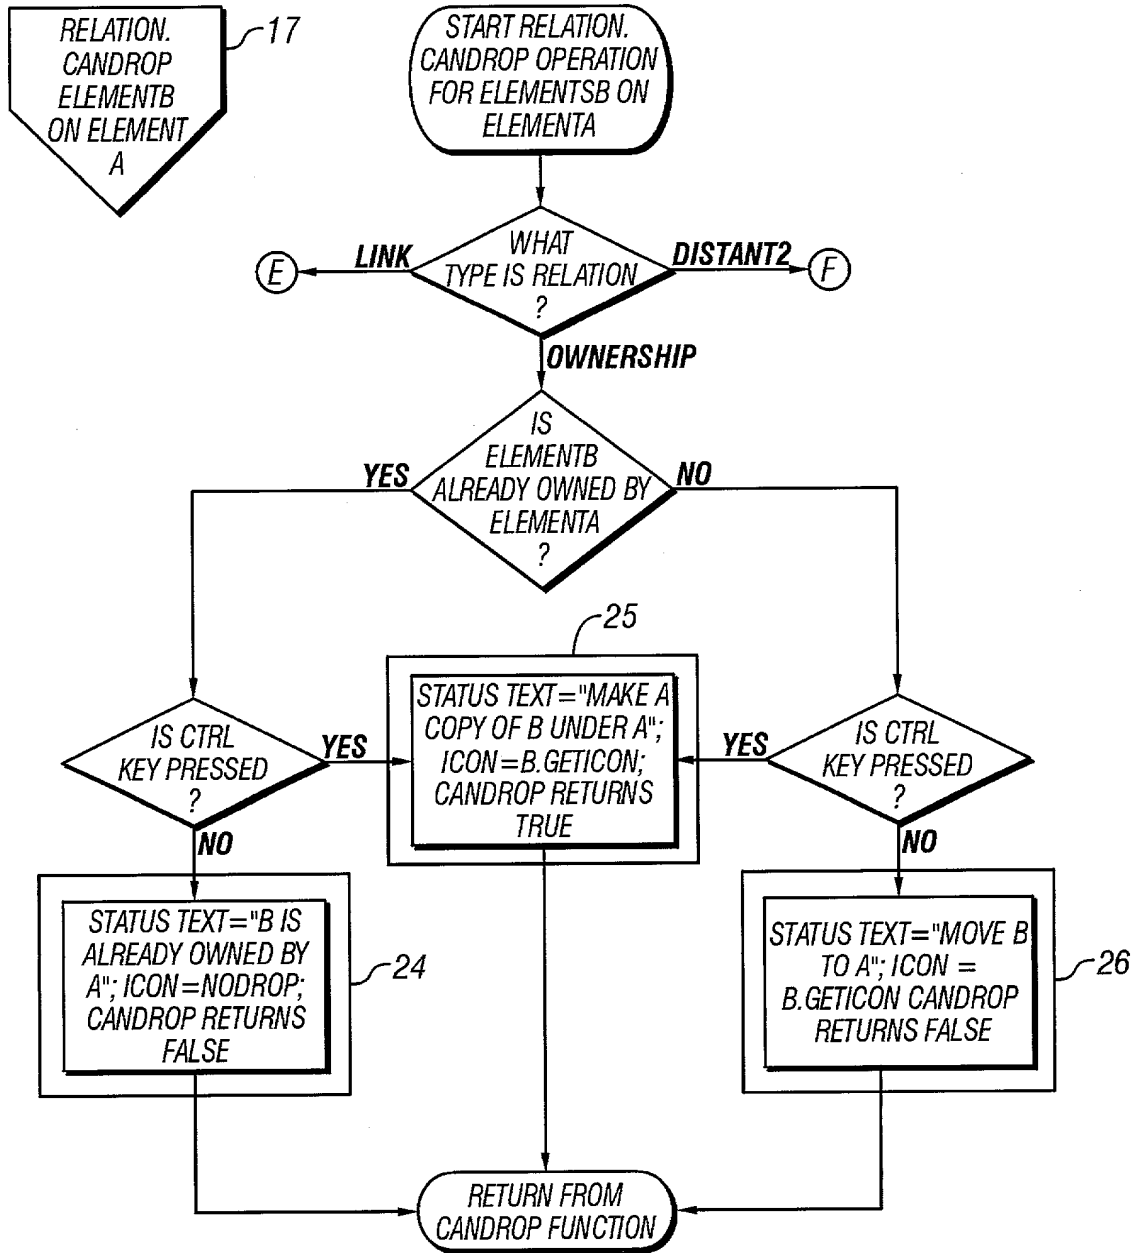 RELATION.
CANDROP
ELEMENTB
ON ELEMENT
A
17
START RELATION.
CANDROP OPERATION
FOR ELEMENTSB ON
ELEMENTA
WHAT
TYPE IS RELATION
?
LINK
E
DISTANT2
F
OWNERSHIP
IS
ELEMENTB
ALREADY OWNED BY
ELEMENTA
?
YES
NO
25
STATUS TEXT="MAKE A
COPY OF B UNDER A";
ICON=B.GETICON;
CANDROP RETURNS
TRUE
IS CTRL
KEY PRESSED
?
YES
NO
IS CTRL
KEY PRESSED
?
YES
NO
STATUS TEXT="B IS
ALREADY OWNED BY
A"; ICON=NODROP;
CANDROP RETURNS
FALSE
24
STATUS TEXT="MOVE B
TO A"; ICON =
B.GETICON CANDROP
RETURNS FALSE
26
RETURN FROM
CANDROP FUNCTION